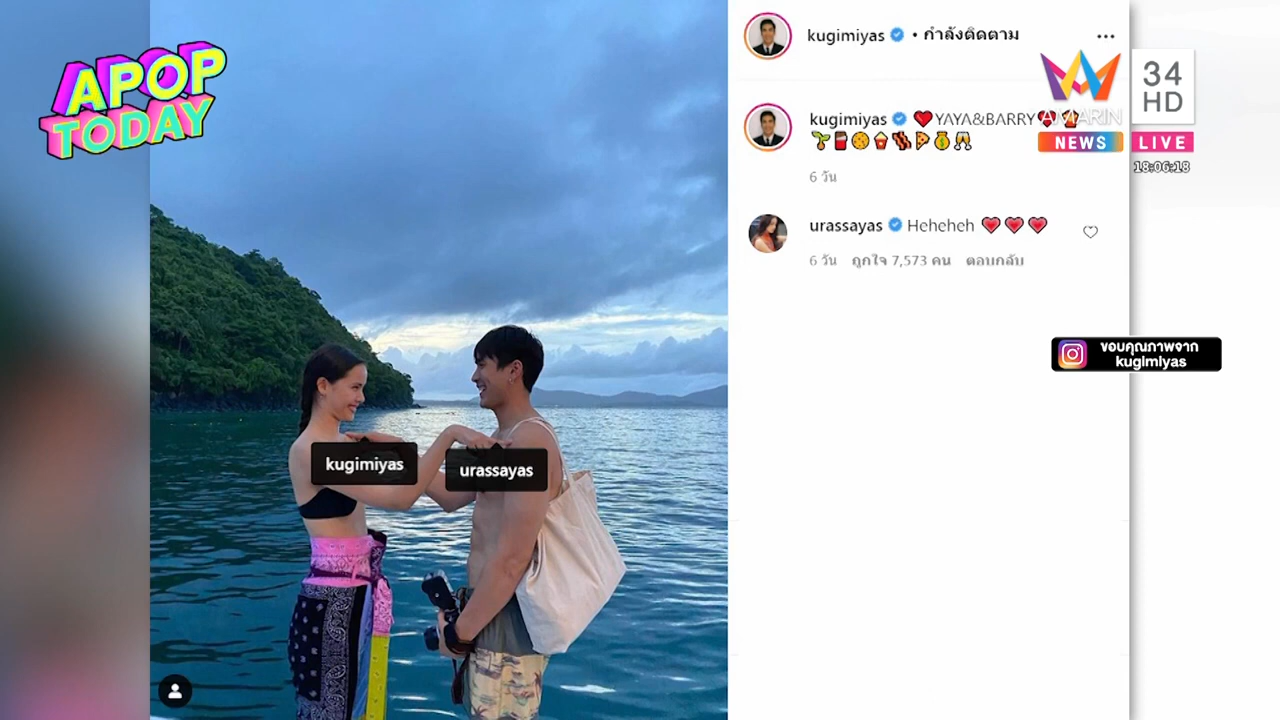 APOP
TODAY
kugimiyas • กำลังติดตาม
kugimiyas ❤️YAYA&BARRY
6 วัน
urassayas Heheheh 💗💗💗
6 วัน ถูกใจ 7,573 คน ตอบกลับ
AMARIN
NEWS
34
HD
LIVE
18:06:18
ขอบคุณภาพจาก
kugimiyas
kugimiyas
urassayas